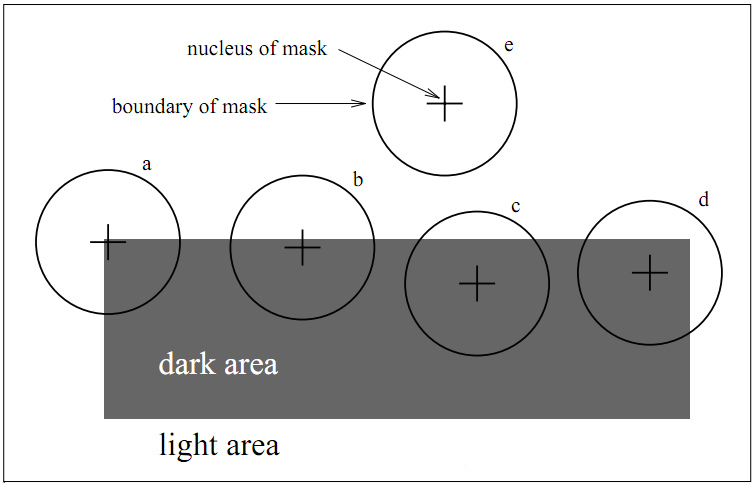 nucleus of mask
e
boundary of mask
a
b
c
d
dark area
light area